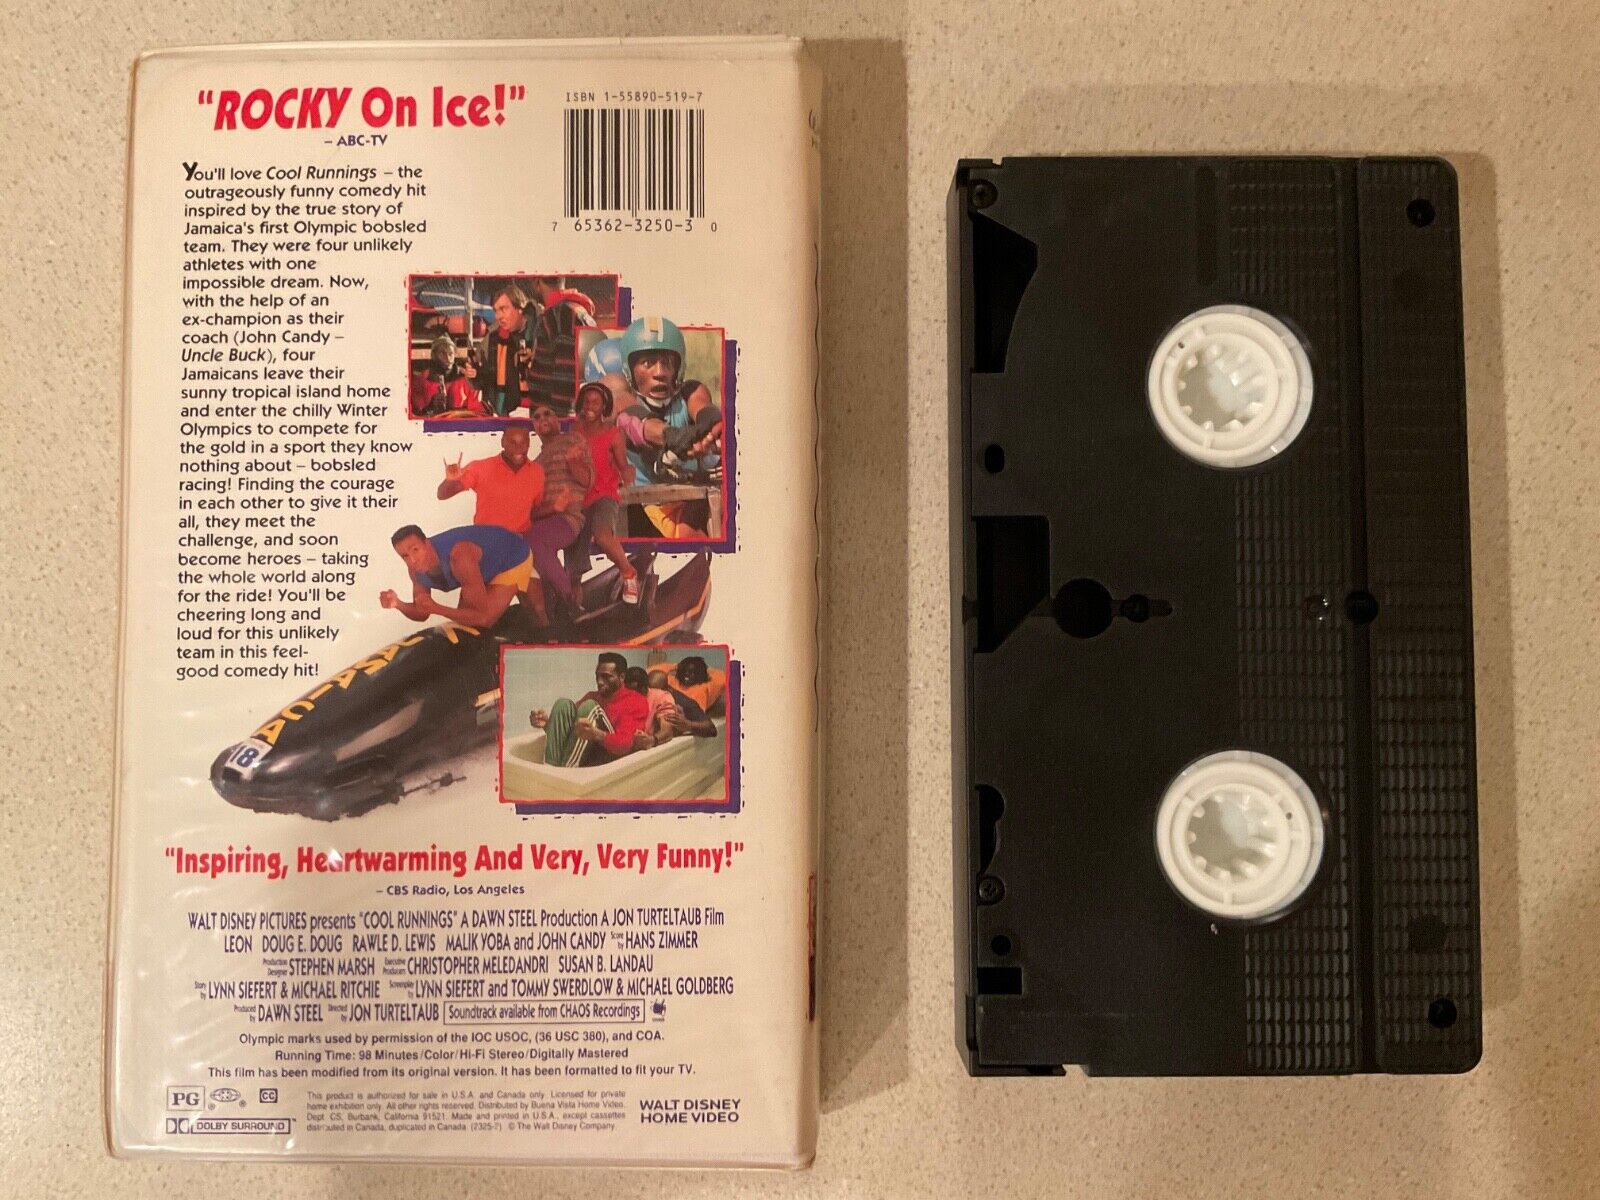 "ROCKY On Ice!"
– ABC-TV
ISBN 1-55890-519-7
7 65362-3250-3 0
You'll love Cool Runnings – the
outrageously funny comedy hit
inspired by the true story of
Jamaica's first Olympic bobsled
team. They were four unlikely
athletes with one
impossible dream. Now,
with the help of an
ex-champion as their
coach (John Candy –
Uncle Buck), four
Jamaicans leave their
sunny tropical island home
and enter the chilly Winter
Olympics to compete for
the gold in a sport they know
nothing about – bobsled
racing! Finding the courage
in each other to give it their
all, they meet the
challenge, and soon
become heroes – taking
the whole world along
for the ride! You'll be
cheering long and
loud for this unlikely
team in this feel-
good comedy hit!
JAMAICA
18
"Inspiring, Heartwarming And Very, Very Funny!"
– CBS Radio, Los Angeles
WALT DISNEY PICTURES presents "COOL RUNNINGS" A DAWN STEEL Production A JON TURTELTAUB Film
LEON DOUG E. DOUG RAWLE D. LEWIS MALIK YOBA and JOHN CANDY Score by HANS ZIMMER
Production Designer STEPHEN MARSH Executive Producers CHRISTOPHER MELEDANDRI SUSAN B. LANDAU
Story by LYNN SIEFERT & MICHAEL RITCHIE Screenplay by LYNN SIEFERT and TOMMY SWERDLOW & MICHAEL GOLDBERG
Produced by DAWN STEEL Directed by JON TURTELTAUB Soundtrack available from CHAOS Recordings
Olympic marks used by permission of the IOC USOC, (36 USC 380), and COA.
Running Time: 98 Minutes/Color/Hi-Fi Stereo/Digitally Mastered
This film has been modified from its original version. It has been formatted to fit your TV.
PG CC
DOLBY SURROUND
This product is authorized for sale in U.S.A. and Canada only. Licensed for private
home exhibition only. All other rights reserved. Distributed by Buena Vista Home Video,
Dept. CS, Burbank, California 91521. Made and printed in U.S.A., except cassettes
distributed in Canada, duplicated in Canada. © The Walt Disney Company.
WALT DISNEY
HOME VIDEO